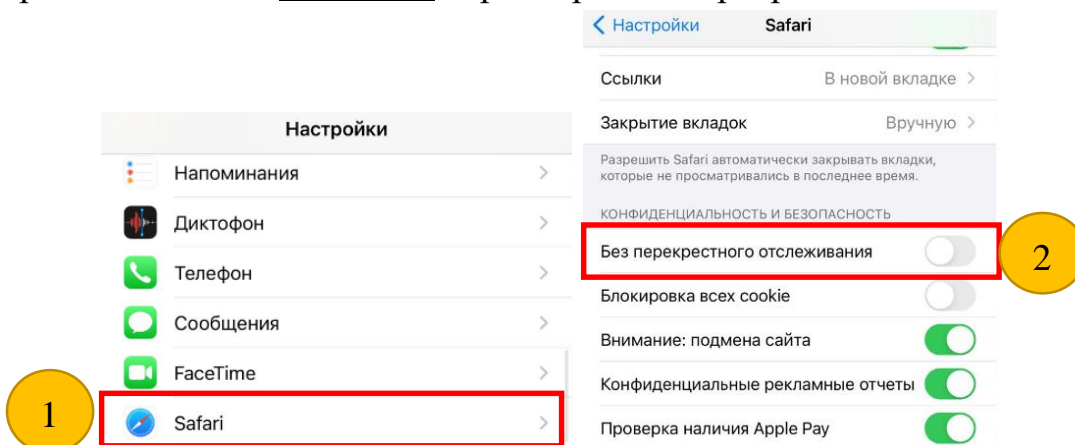 Настройки
Напоминания
Диктофон
Телефон
Сообщения
FaceTime
1
Safari
Настройки Safari
Ссылки В новой вкладке
Закрытие вкладок Вручную
Разрешить Safari автоматически закрывать вкладки,
которые не просматривались в последнее время.
КОНФИДЕНЦИАЛЬНОСТЬ И БЕЗОПАСНОСТЬ
Без перекрестного отслеживания
2
Блокировка всех cookie
Внимание: подмена сайта
Конфиденциальные рекламные отчеты
Проверка наличия Apple Pay